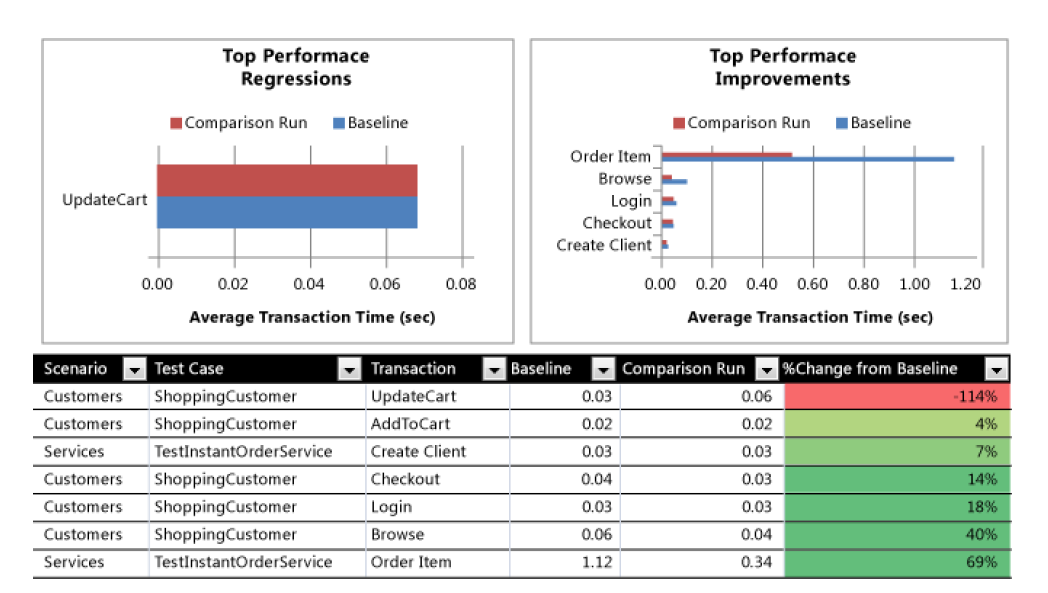 Top Performace
Regressions
Comparison Run Baseline
UpdateCart
0.00 0.02 0.04 0.06 0.08
Average Transaction Time (sec)
Top Performace
Improvements
Comparison Run Baseline
Order Item
Browse
Login
Checkout
Create Client
0.00 0.20 0.40 0.60 0.80 1.00 1.20
Average Transaction Time (sec)
Scenario Test Case Transaction Baseline Comparison Run %Change from Baseline
Customers ShoppingCustomer UpdateCart 0.03 0.06 -114%
Customers ShoppingCustomer AddToCart 0.02 0.02 4%
Services TestInstantOrderService Create Client 0.03 0.03 7%
Customers ShoppingCustomer Checkout 0.04 0.03 14%
Customers ShoppingCustomer Login 0.03 0.03 18%
Customers ShoppingCustomer Browse 0.06 0.04 40%
Services TestInstantOrderService Order Item 1.12 0.34 69%